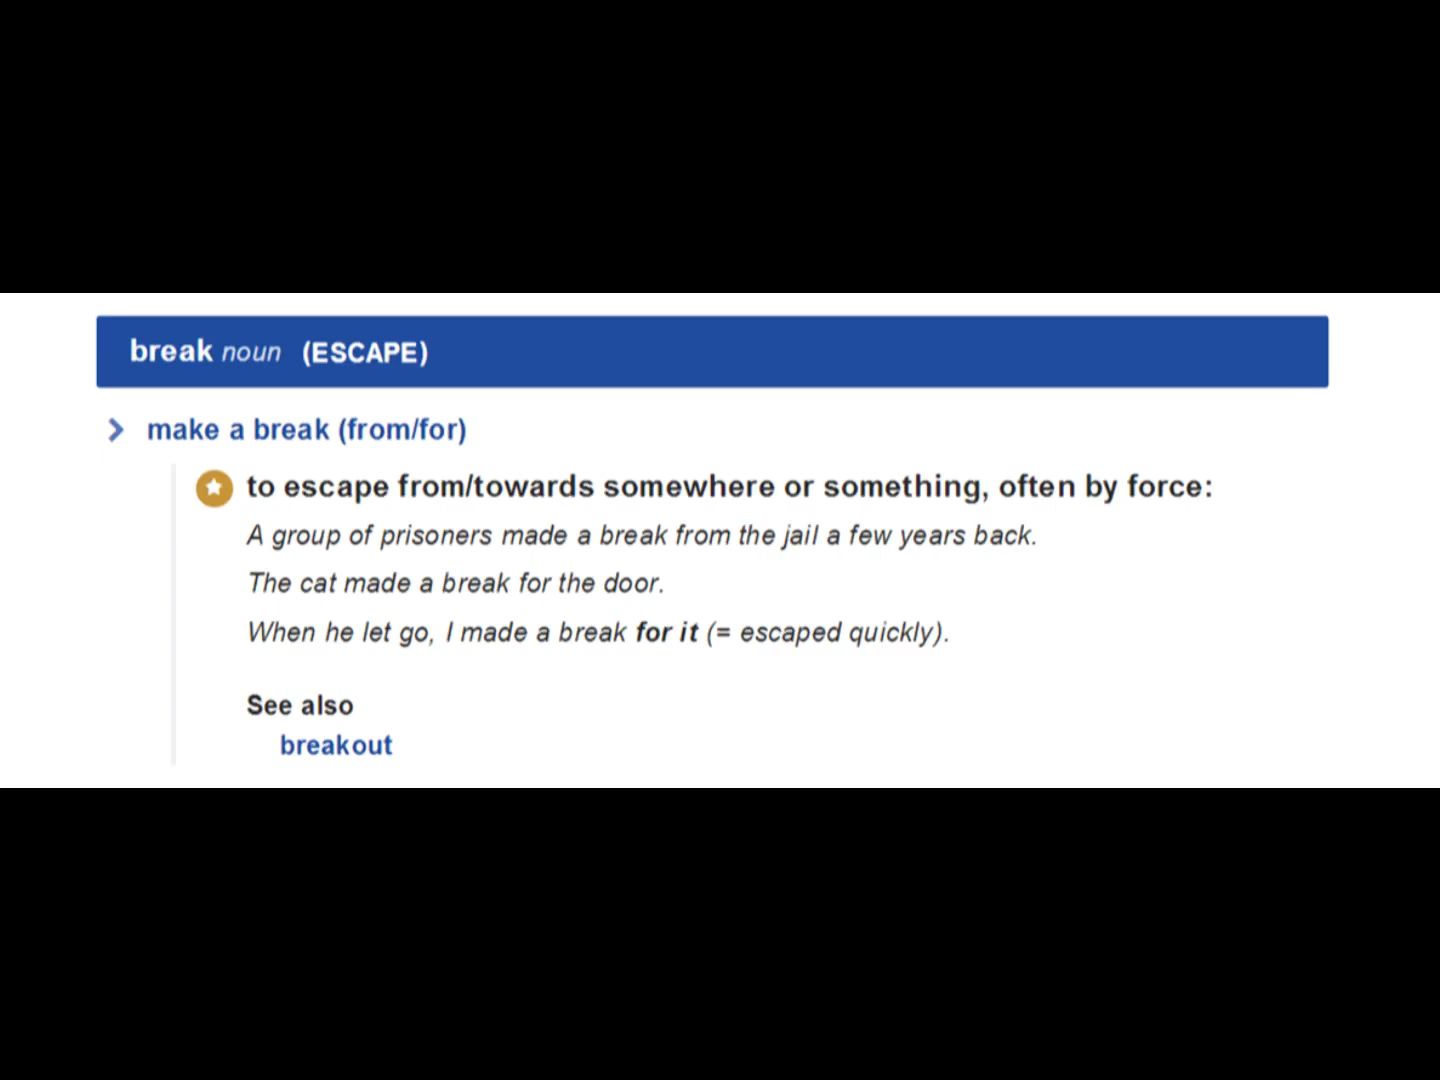 break noun (ESCAPE)
make a break (from/for)
to escape from/towards somewhere or something, often by force:
A group of prisoners made a break from the jail a few years back.
The cat made a break for the door.
When he let go, I made a break for it (= escaped quickly).
See also
breakout